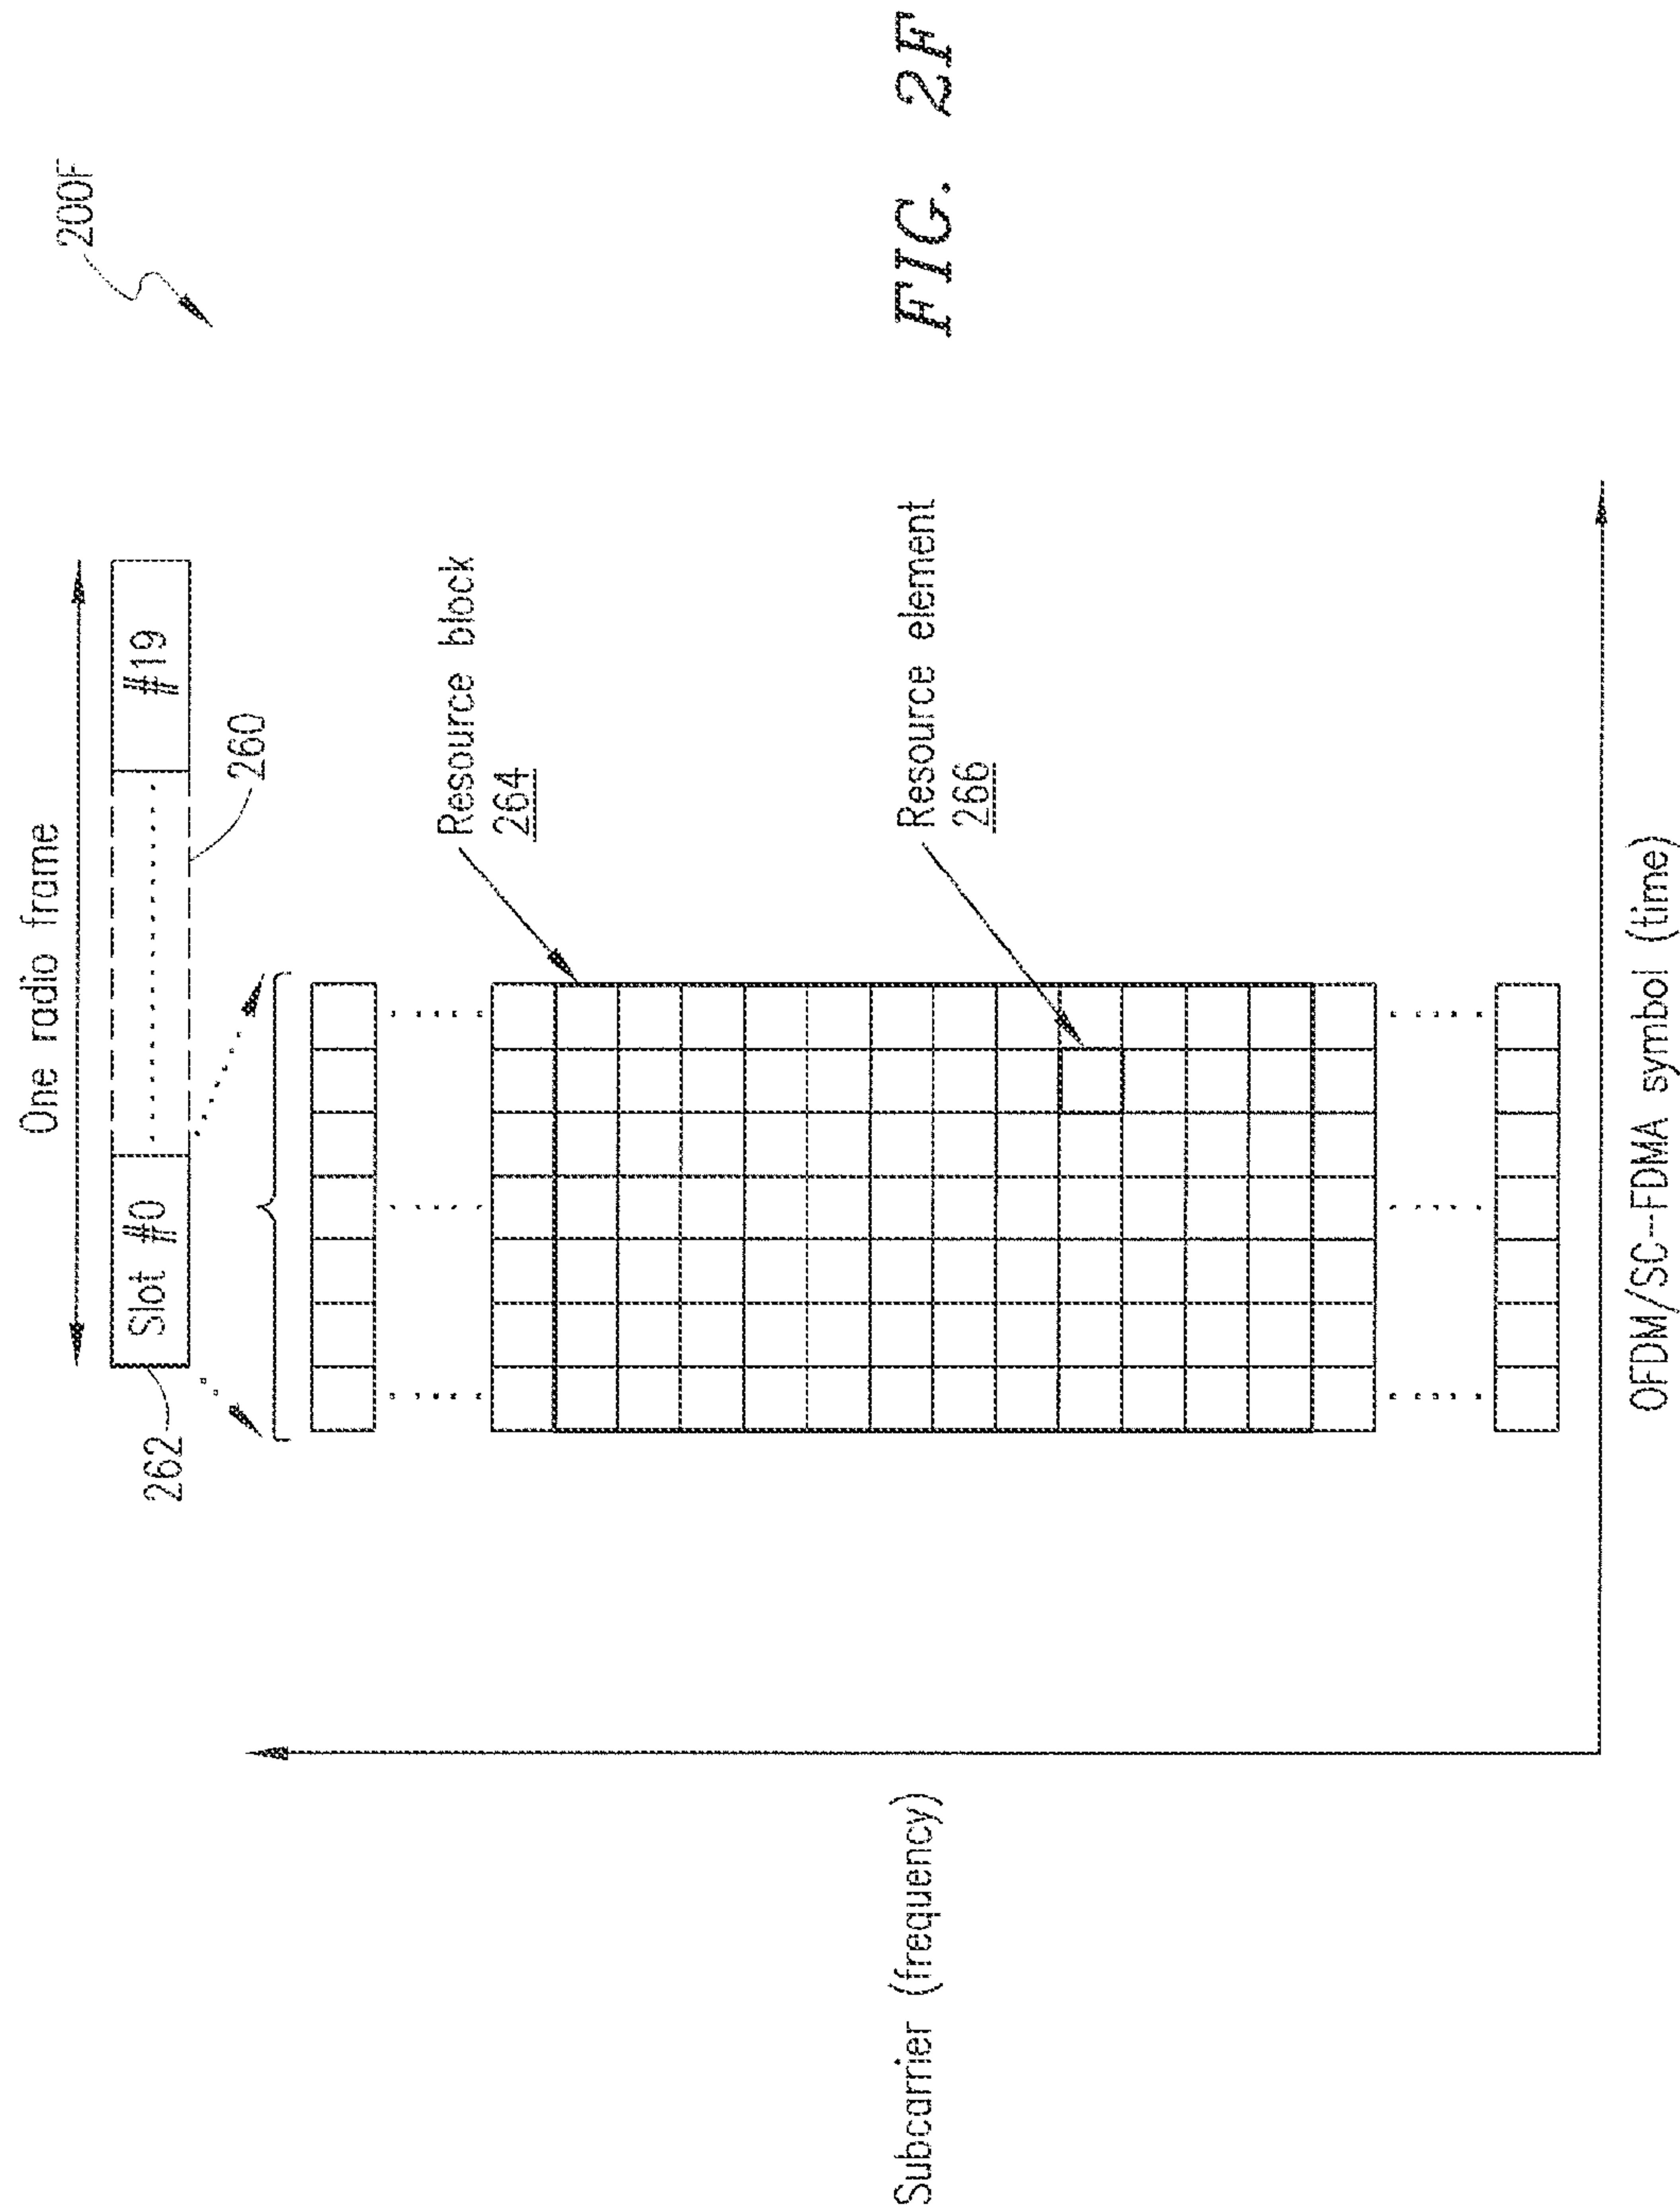 200F
One radio frame
Slot #0
#19
262
260
Resource block
264
Resource element
266
Subcarrier (frequency)
OFDM/SC-FDMA symbol (time)
FIG. 2F